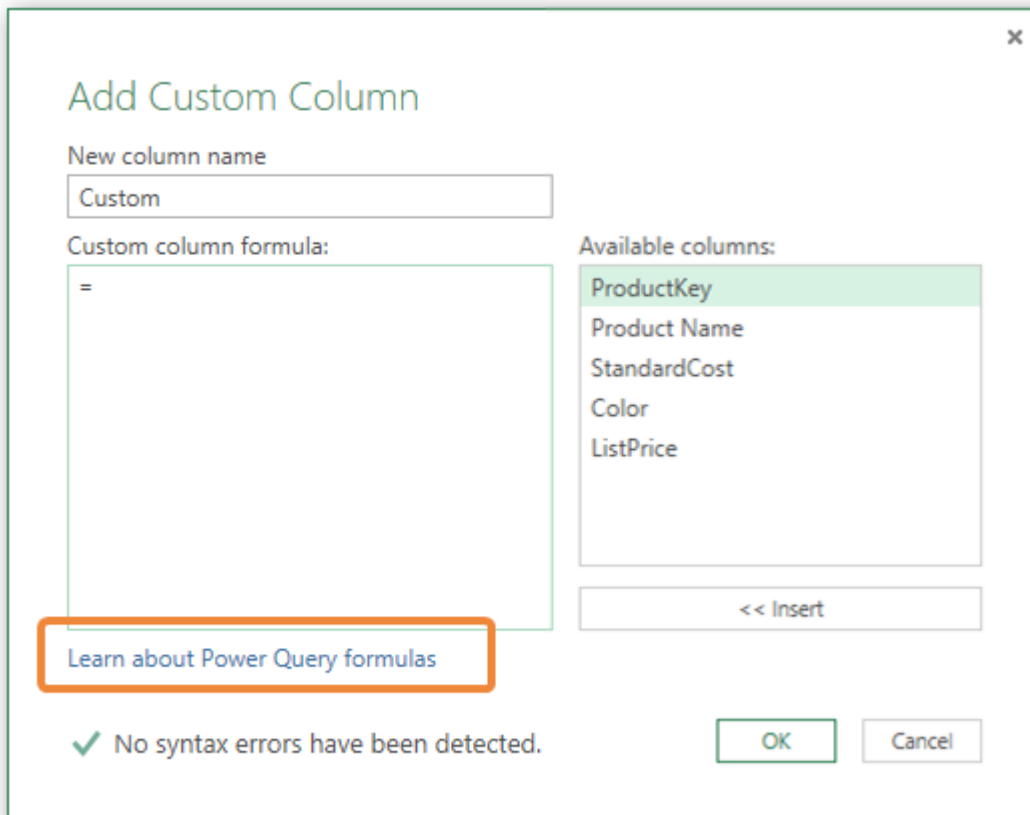 Add Custom Column
New column name
Custom
Custom column formula:
=
Available columns:
ProductKey
Product Name
StandardCost
Color
ListPrice
<< Insert
Learn about Power Query formulas
No syntax errors have been detected.
OK
Cancel